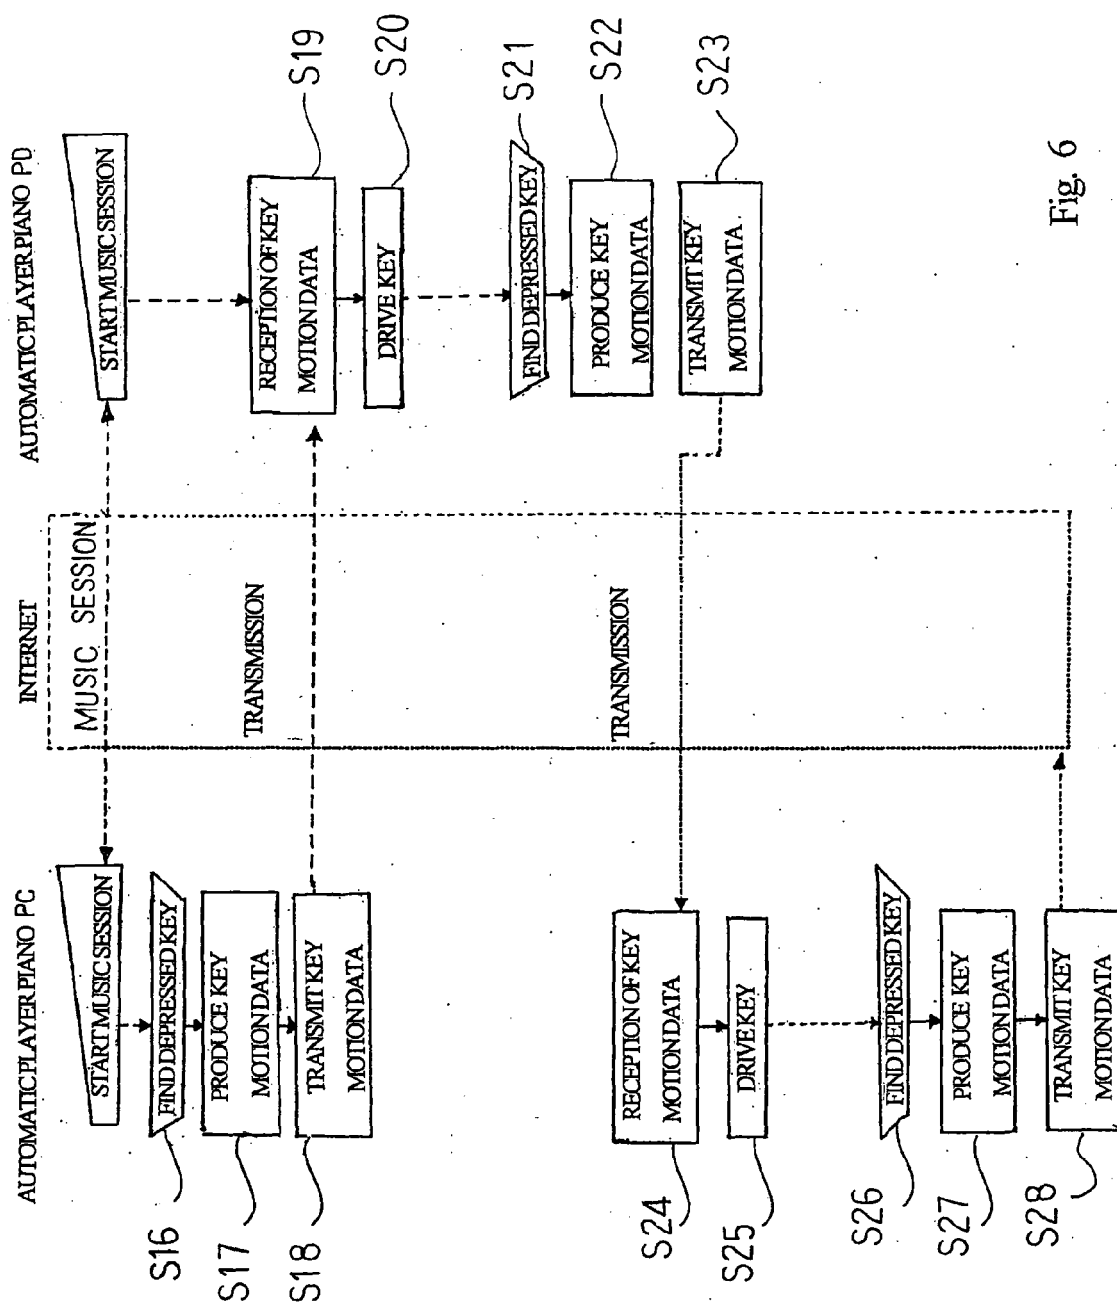 AUTOMATIC PLAYER PIANO PC
INTERNET
AUTOMATIC PLAYER PIANO PD
START MUSIC SESSION
MUSIC SESSION
START MUSIC SESSION
S16
FIND DEPRESSED KEY
S17
PRODUCE KEY
MOTION DATA
S18
TRANSMIT KEY
MOTION DATA
TRANSMISSION
RECEPTION OF KEY
MOTION DATA
S19
DRIVE KEY
S20
FIND DEPRESSED KEY
S21
PRODUCE KEY
MOTION DATA
S22
TRANSMIT KEY
MOTION DATA
S23
TRANSMISSION
S24
RECEPTION OF KEY
MOTION DATA
S25
DRIVE KEY
S26
FIND DEPRESSED KEY
S27
PRODUCE KEY
MOTION DATA
S28
TRANSMIT KEY
MOTION DATA
Fig. 6